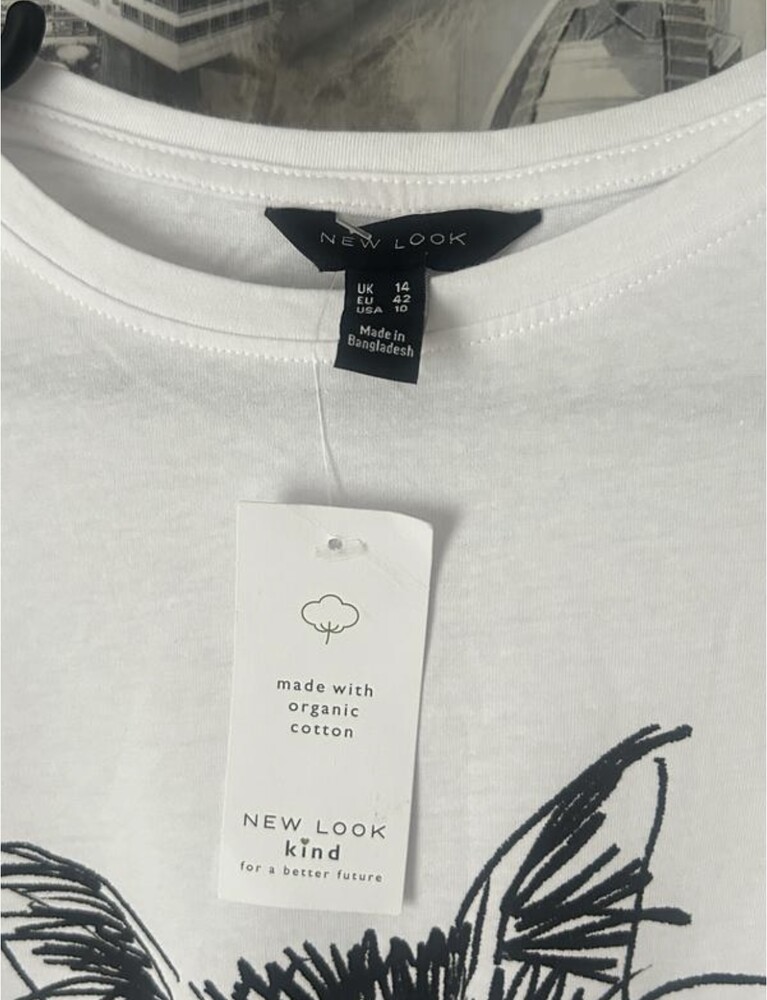 NEW LOOK
UK 14
EU 42
USA 10
Made in
Bangladesh
made with
organic
cotton
NEW LOOK
kind
for a better future